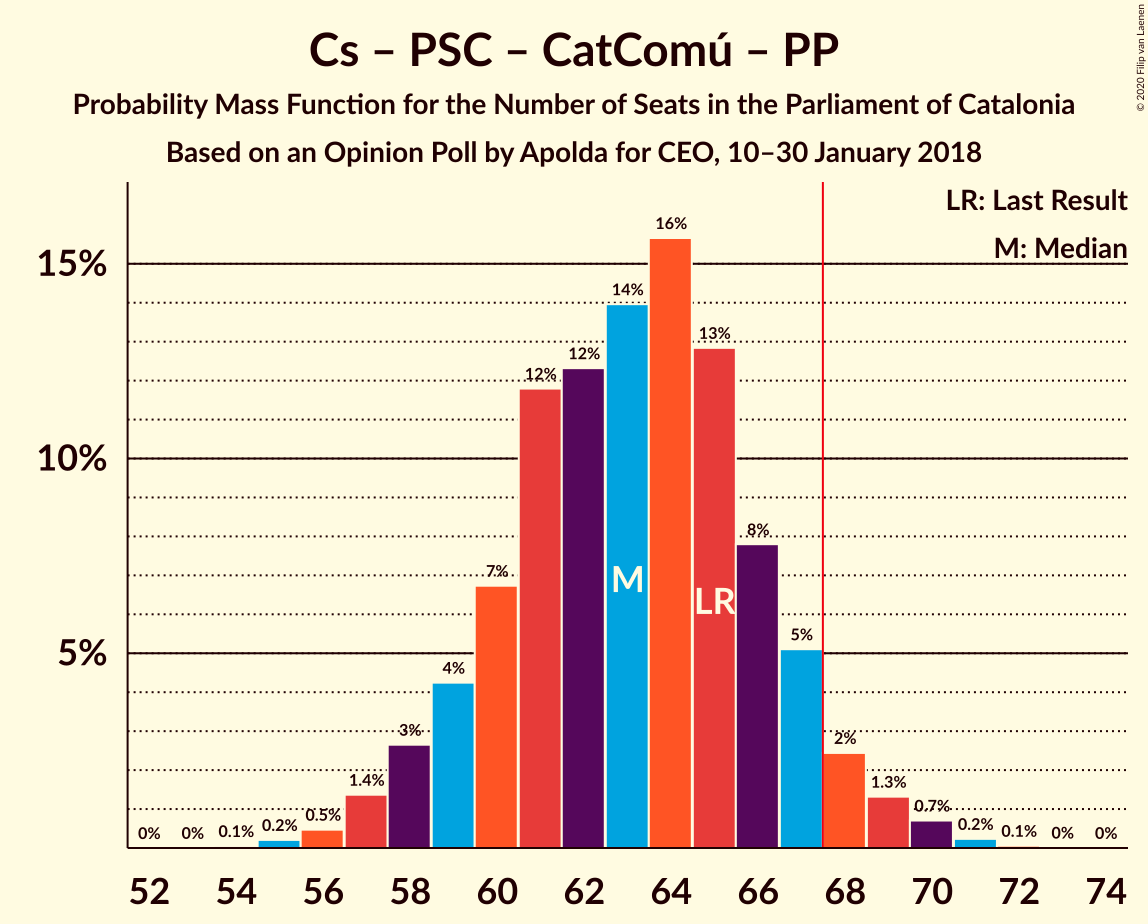 Cs – PSC – CatComú – PP
Probability Mass Function for the Number of Seats in the Parliament of Catalonia
Based on an Opinion Poll by Apolda for CEO, 10–30 January 2018
© 2020 Filip van Laenen
LR: Last Result
M: Median
15%
10%
5%
0% 0% 0.1% 0.2% 0.5% 1.4% 3% 4% 7% 12% 12% 14% 16% 13% 8% 5% 2% 1.3% 0.7% 0.2% 0.1% 0% 0%
M
LR
52 54 56 58 60 62 64 66 68 70 72 74